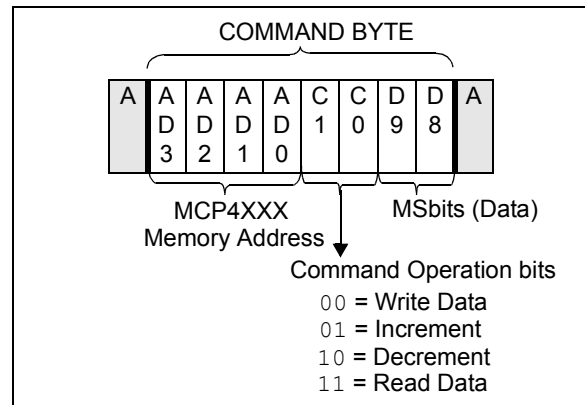 COMMAND BYTE
A A A A A C C D D A
D D D D 1 0 9 8
3 2 1 0
MCP4XXX
Memory Address
MSbits (Data)
Command Operation bits
00 = Write Data
01 = Increment
10 = Decrement
11 = Read Data